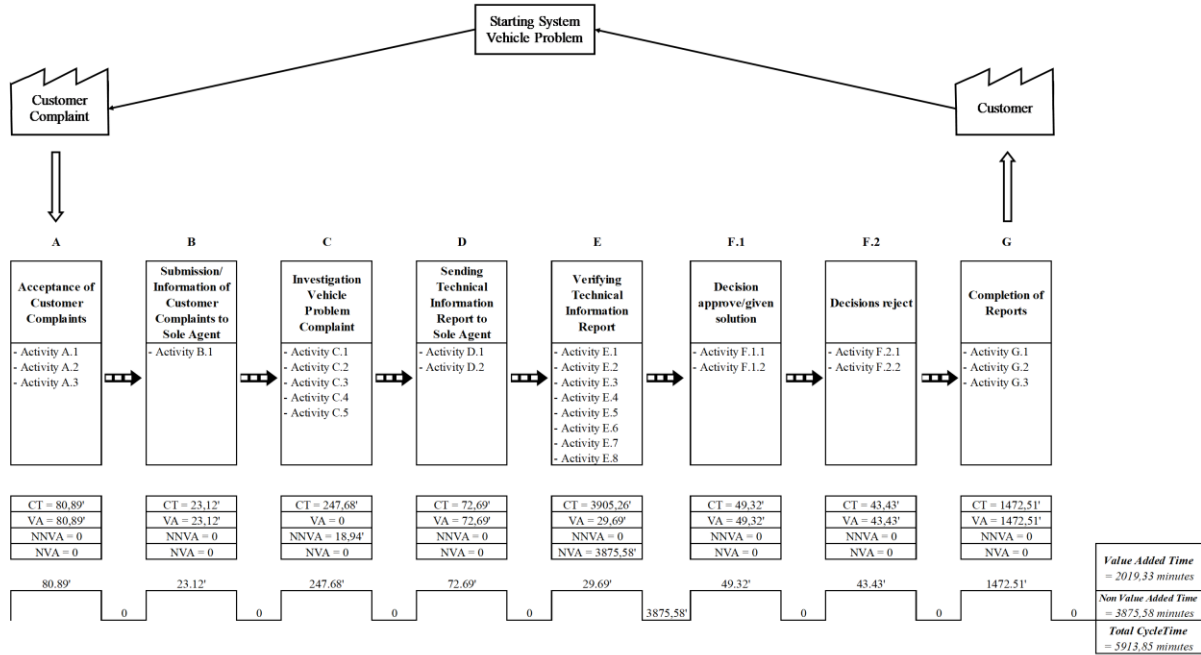 Starting System
Vehicle Problem
Customer
Complaint
Customer
A
B
C
D
E
F.1
F.2
G
Acceptance of
Customer
Complaints
- Activity A.1
- Activity A.2
- Activity A.3
Submission/
Information of
Customer
Complaints to
Sole Agent
- Activity B.1
Investigation
Vehicle
Problem
Complaint
- Activity C.1
- Activity C.2
- Activity C.3
- Activity C.4
- Activity C.5
Sending
Technical
Information
Report to
Sole Agent
- Activity D.1
- Activity D.2
Verifying
Technical
Information
Report
- Activity E.1
- Activity E.2
- Activity E.3
- Activity E.4
- Activity E.5
- Activity E.6
- Activity E.7
- Activity E.8
Decision
approve/given
solution
- Activity F.1.1
- Activity F.1.2
Decisions reject
- Activity F.2.1
- Activity F.2.2
Completion of
Reports
- Activity G.1
- Activity G.2
- Activity G.3
CT = 80,89'
VA = 80,89'
NNVA = 0
NVA = 0
CT = 23,12'
VA = 23,12'
NNVA = 0
NVA = 0
CT = 247,68'
VA = 0
NNVA = 18,94'
NVA = 0
CT = 72,69'
VA = 72,69'
NNVA = 0
NVA = 0
CT = 3905,26'
VA = 29,69'
NNVA = 0
NVA = 3875,58'
CT = 49,32'
VA = 49,32'
NNVA = 0
NVA = 0
CT = 43,43'
VA = 43,43'
NNVA = 0
NVA = 0
CT = 1472,51'
VA = 1472,51'
NNVA = 0
NVA = 0
80.89'
0
23.12'
0
247.68'
0
72.69'
0
29.69'
3875,58'
49.32'
0
43.43'
0
1472.51'
0
Value Added Time
= 2019,33 minutes
Non Value Added Time
= 3875,58 minutes
Total CycleTime
= 5913,85 minutes